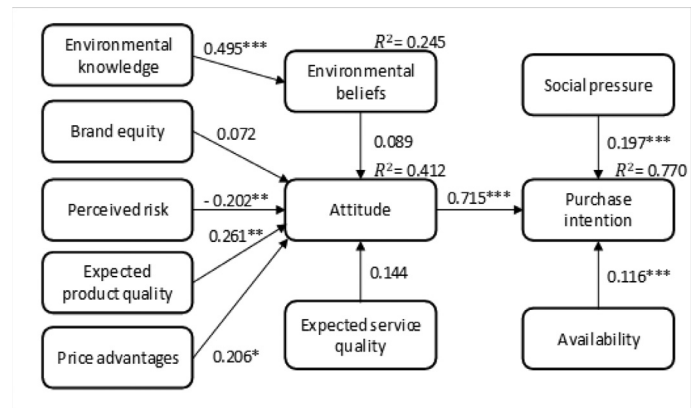 Environmental
knowledge
0.495***
R²= 0.245
Environmental
beliefs
Social pressure
Brand equity
0.072
0.089
0.197***
R²= 0.412
R²= 0.770
Perceived risk
- 0.202**
Attitude
0.715***
Purchase
intention
0.261**
Expected
product quality
0.144
0.116***
Price advantages
0.206*
Expected service
quality
Availability